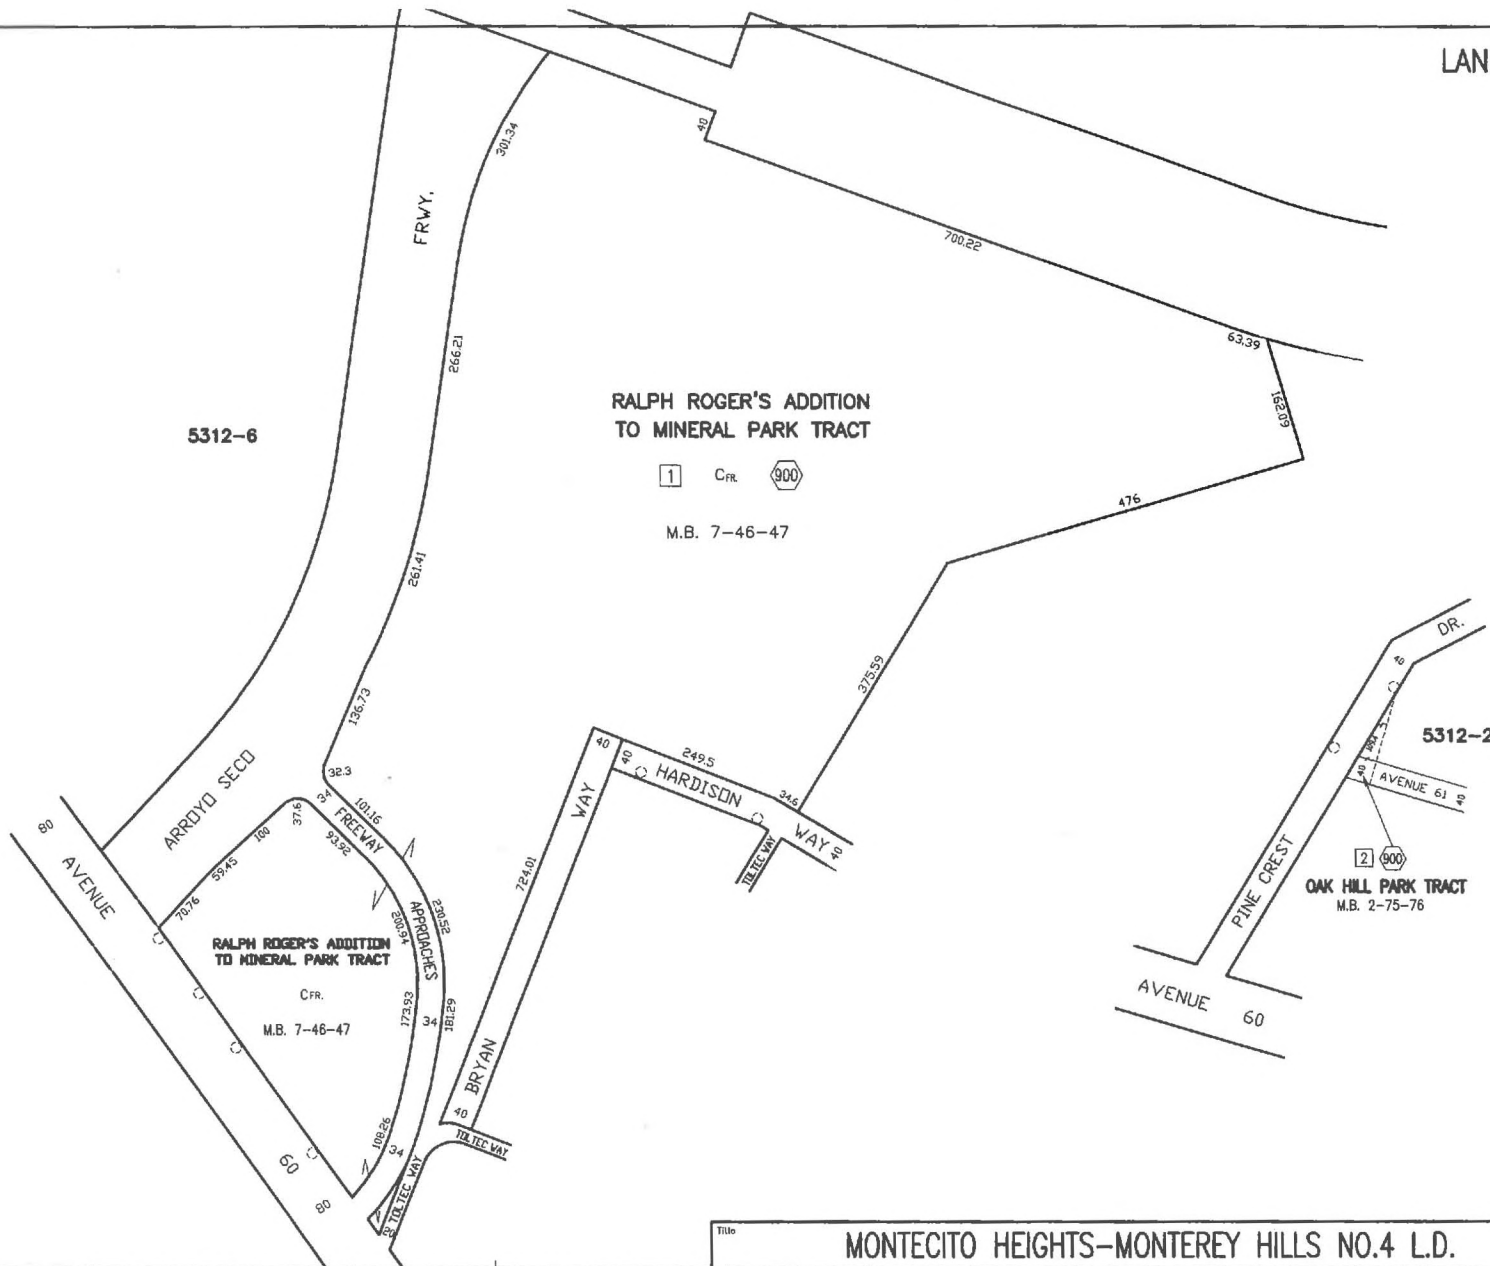 LAN
FRWY.
301.34
40
700.22
63.39
162.09
266.21
RALPH ROGER'S ADDITION
TO MINERAL PARK TRACT
1 CFR. 900
M.B. 7-46-47
5312-6
476
261.41
375.59
136.73
DR.
40
5312-2
40
AVENUE 61
40
2 900
OAK HILL PARK TRACT
M.B. 2-75-76
PINE CREST
AVENUE 60
ARROYO SECO
32.3
34
FREEWAY
101.16
93.92
37.6
100
59.45
70.76
80
AVENUE
60
80
RALPH ROGER'S ADDITION
TO MINERAL PARK TRACT
CFR.
M.B. 7-46-47
APPROACHES
230.52
200.94
173.93
34
181.29
108.26
34
TOLTEC WAY
20
40
40
249.5
HARDISON
34.6
WAY
40
TOLTEC WAY
WAY
724.01
BRYAN
40
TOLTEC WAY
Title
MONTECITO HEIGHTS-MONTEREY HILLS NO.4 L.D.